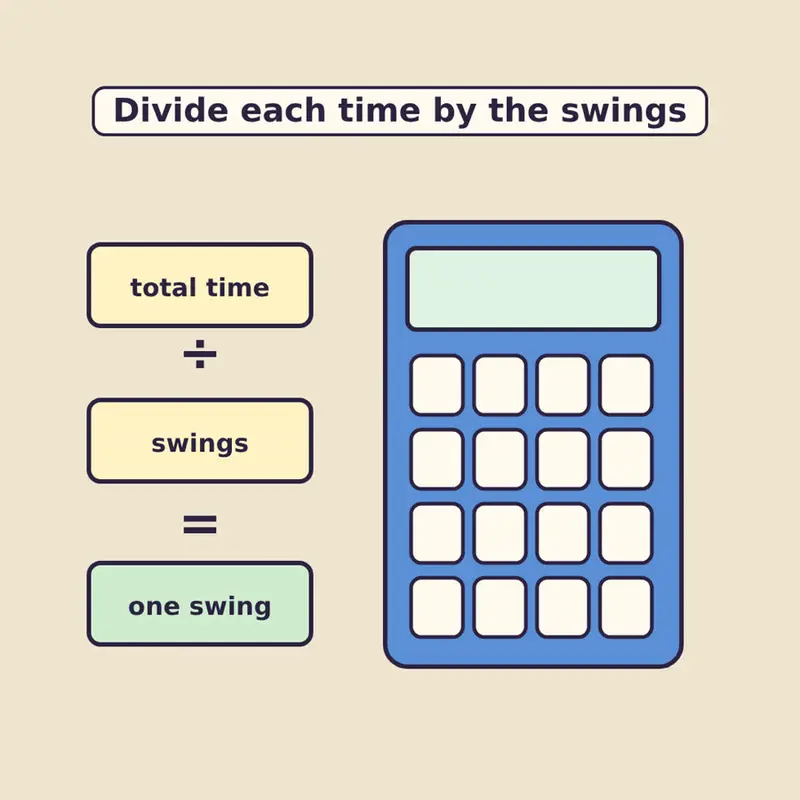 Divide each time by the swings
total time
÷
swings
=
one swing